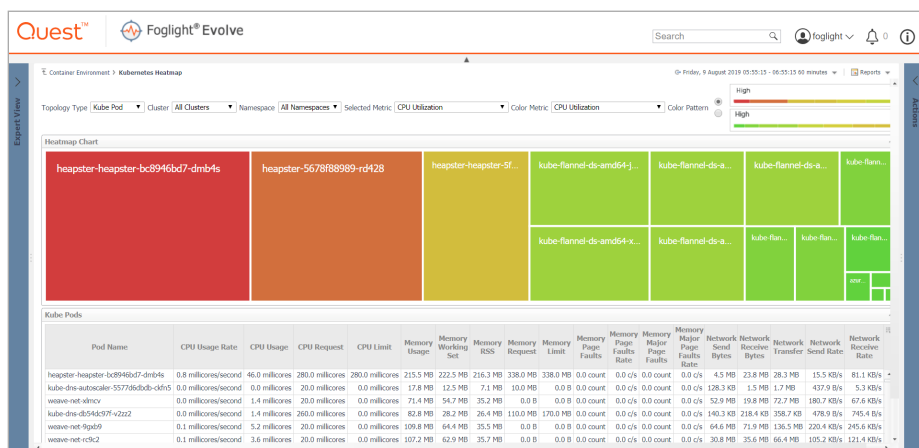 Quest™ Foglight® Evolve Search foglight 0
Container Environment > Kubernetes Heatmap Friday, 9 August 2019 05:55:15 - 06:55:15 60 minutes Reports
Expert View
Actions
Topology Type Kube Pod Cluster All Clusters Namespace All Namespaces Selected Metric CPU Utilization Color Metric CPU Utilization Color Pattern
High
High
Heatmap Chart
heapster-heapster-bc8946bd7-dmb4s heapster-5678f88989-rd428 heapster-heapster-5f... kube-flannel-ds-amd64-j... kube-flannel-ds-a... kube-flannel-ds-a... kube-flann...
kube-flannel-ds-amd64-x... kube-flannel-ds-a... kube-flan... kube-flan... kube-flan...
Kube Pods
Pod Name CPU Usage Rate CPU Usage CPU Request CPU Limit Memory Usage Memory Working Set Memory RSS Memory Request Memory Limit Memory Page Faults Memory Page Faults Rate Memory Major Page Faults Memory Major Page Faults Rate Network Send Bytes Network Receive Bytes Network Transfer Network Send Rate Network Receive Rate
heapster-heapster-bc8946bd7-dmb4s 0.8 millicores/second 46.0 millicores 280.0 millicores 280.0 millicores 215.5 MB 222.5 MB 216.3 MB 338.0 MB 338.0 MB 0.0 count 0.0 c/s 0.0 count 0.0 c/s 4.5 MB 23.8 MB 28.3 MB 15.5 KB/s 81.1 KB/s
kube-dns-autoscaler-5577d6dbdb-ckfn5 0.0 millicores/second 1.4 millicores 20.0 millicores 0.0 millicores 17.8 MB 12.5 MB 7.1 MB 10.0 MB 0.0 B 0.0 count 0.0 c/s 0.0 count 0.0 c/s 128.3 KB 1.5 MB 1.7 MB 437.9 B/s 5.3 KB/s
weave-net-xlmcv 0.0 millicores/second 1.4 millicores 20.0 millicores 0.0 millicores 71.4 MB 54.7 MB 35.2 MB 0.0 B 0.0 B 0.0 count 0.0 c/s 0.0 count 0.0 c/s 52.9 MB 19.8 MB 72.7 MB 180.7 KB/s 67.6 KB/s
kube-dns-db54dc97f-v2zz2 0.0 millicores/second 1.4 millicores 260.0 millicores 0.0 millicores 82.8 MB 28.2 MB 26.4 MB 110.0 MB 170.0 MB 0.0 count 0.0 c/s 0.0 count 0.0 c/s 140.3 KB 218.4 KB 358.7 KB 478.9 B/s 745.4 B/s
weave-net-9gxb9 0.1 millicores/second 5.2 millicores 20.0 millicores 0.0 millicores 109.8 MB 64.4 MB 35.5 MB 0.0 B 0.0 B 0.0 count 0.0 c/s 0.0 count 0.0 c/s 64.6 MB 71.9 MB 136.5 MB 220.4 KB/s 245.6 KB/s
weave-net-rc9c2 0.1 millicores/second 3.6 millicores 20.0 millicores 0.0 millicores 107.2 MB 62.9 MB 35.7 MB 0.0 B 0.0 B 0.0 count 0.0 c/s 0.0 count 0.0 c/s 30.8 MB 35.6 MB 66.4 MB 105.2 KB/s 121.4 KB/s